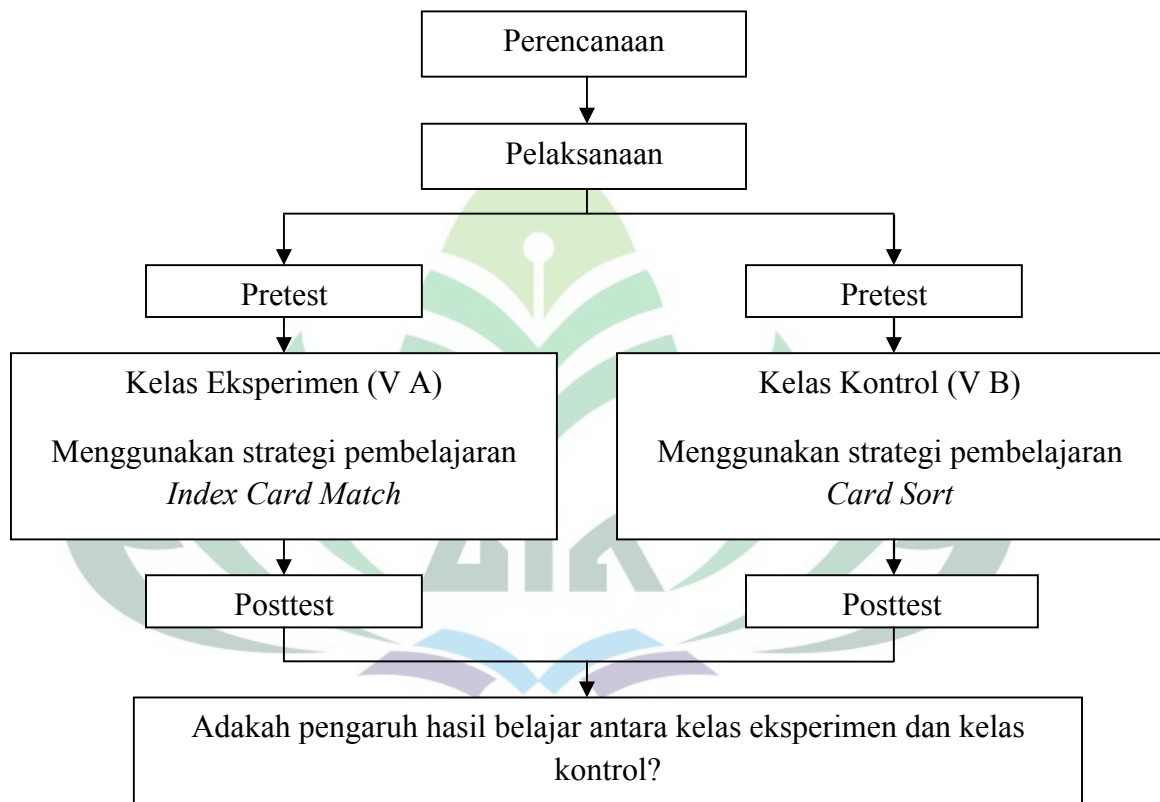 Perencanaan
Pelaksanaan
Pretest
Pretest
Kelas Eksperimen (V A)
Menggunakan strategi pembelajaran
Index Card Match
Kelas Kontrol (V B)
Menggunakan strategi pembelajaran
Card Sort
Posttest
Posttest
Adakah pengaruh hasil belajar antara kelas eksperimen dan kelas
kontrol?